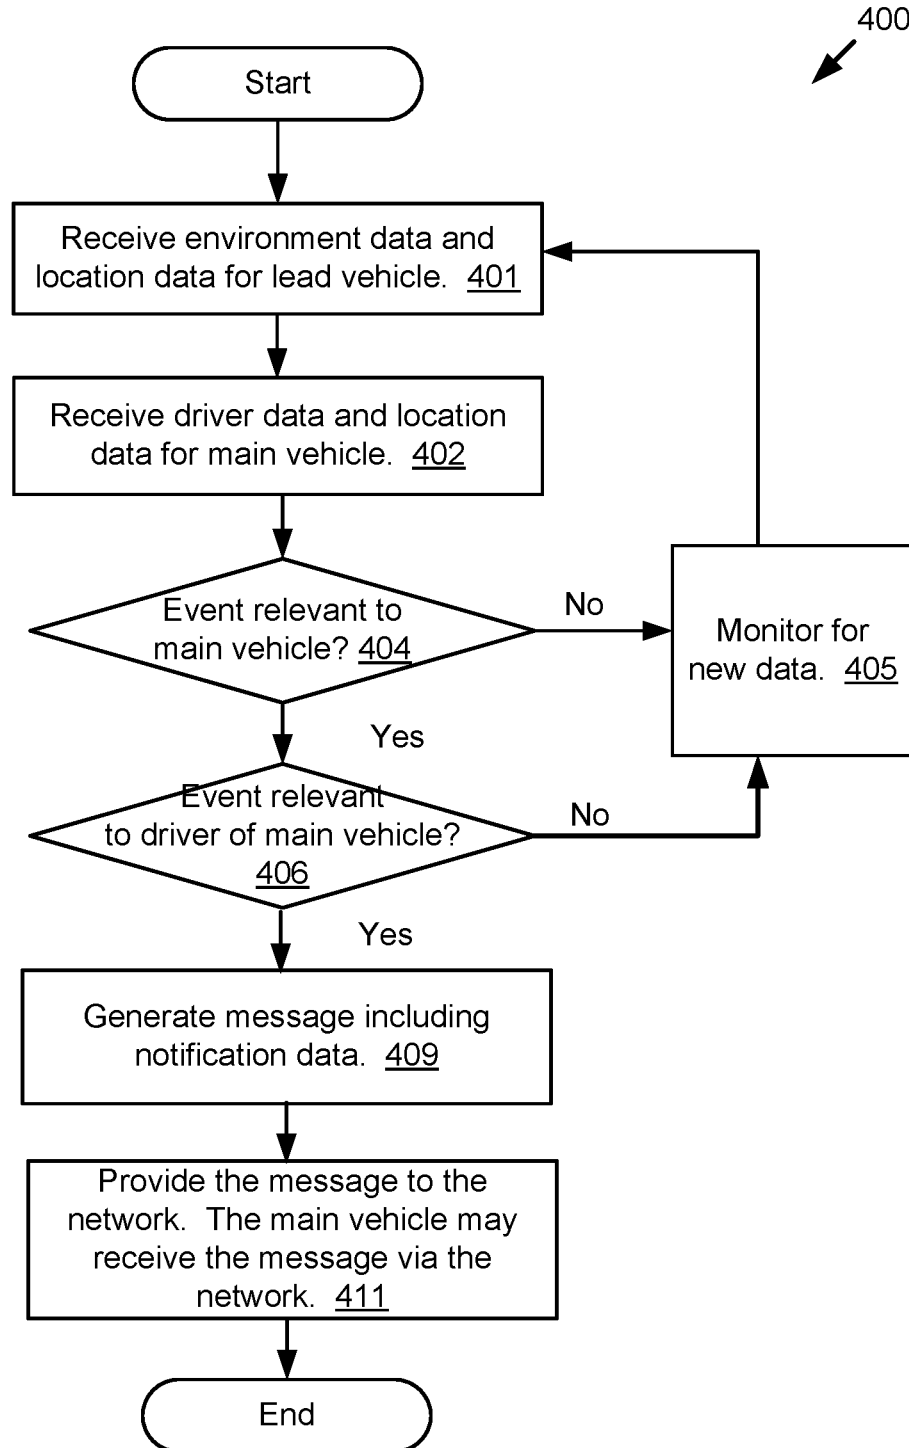 400
Start
Receive environment data and
location data for lead vehicle. 401
Receive driver data and location
data for main vehicle. 402
Event relevant to
main vehicle? 404
No
Monitor for
new data. 405
Yes
Event relevant
to driver of main vehicle?
406
No
Yes
Generate message including
notification data. 409
Provide the message to the
network. The main vehicle may
receive the message via the
network. 411
End